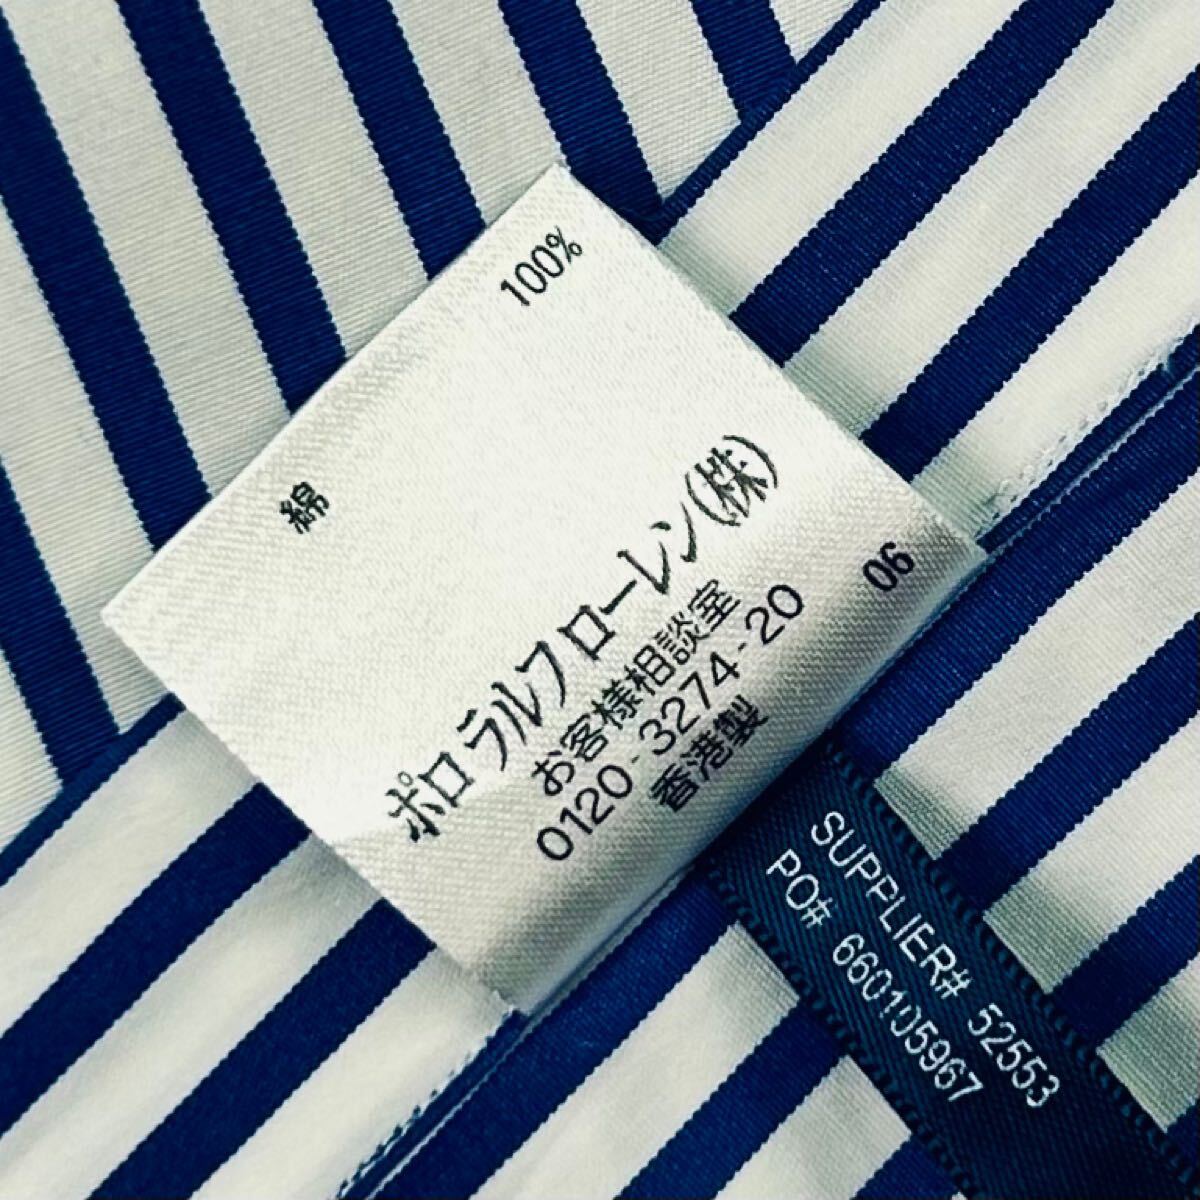 綿 100%
ポロ ラルフ ローレン(株)
お客様相談室
0120-3274-20
香港製
06
SUPPLIER# 52553
PO# 660105967